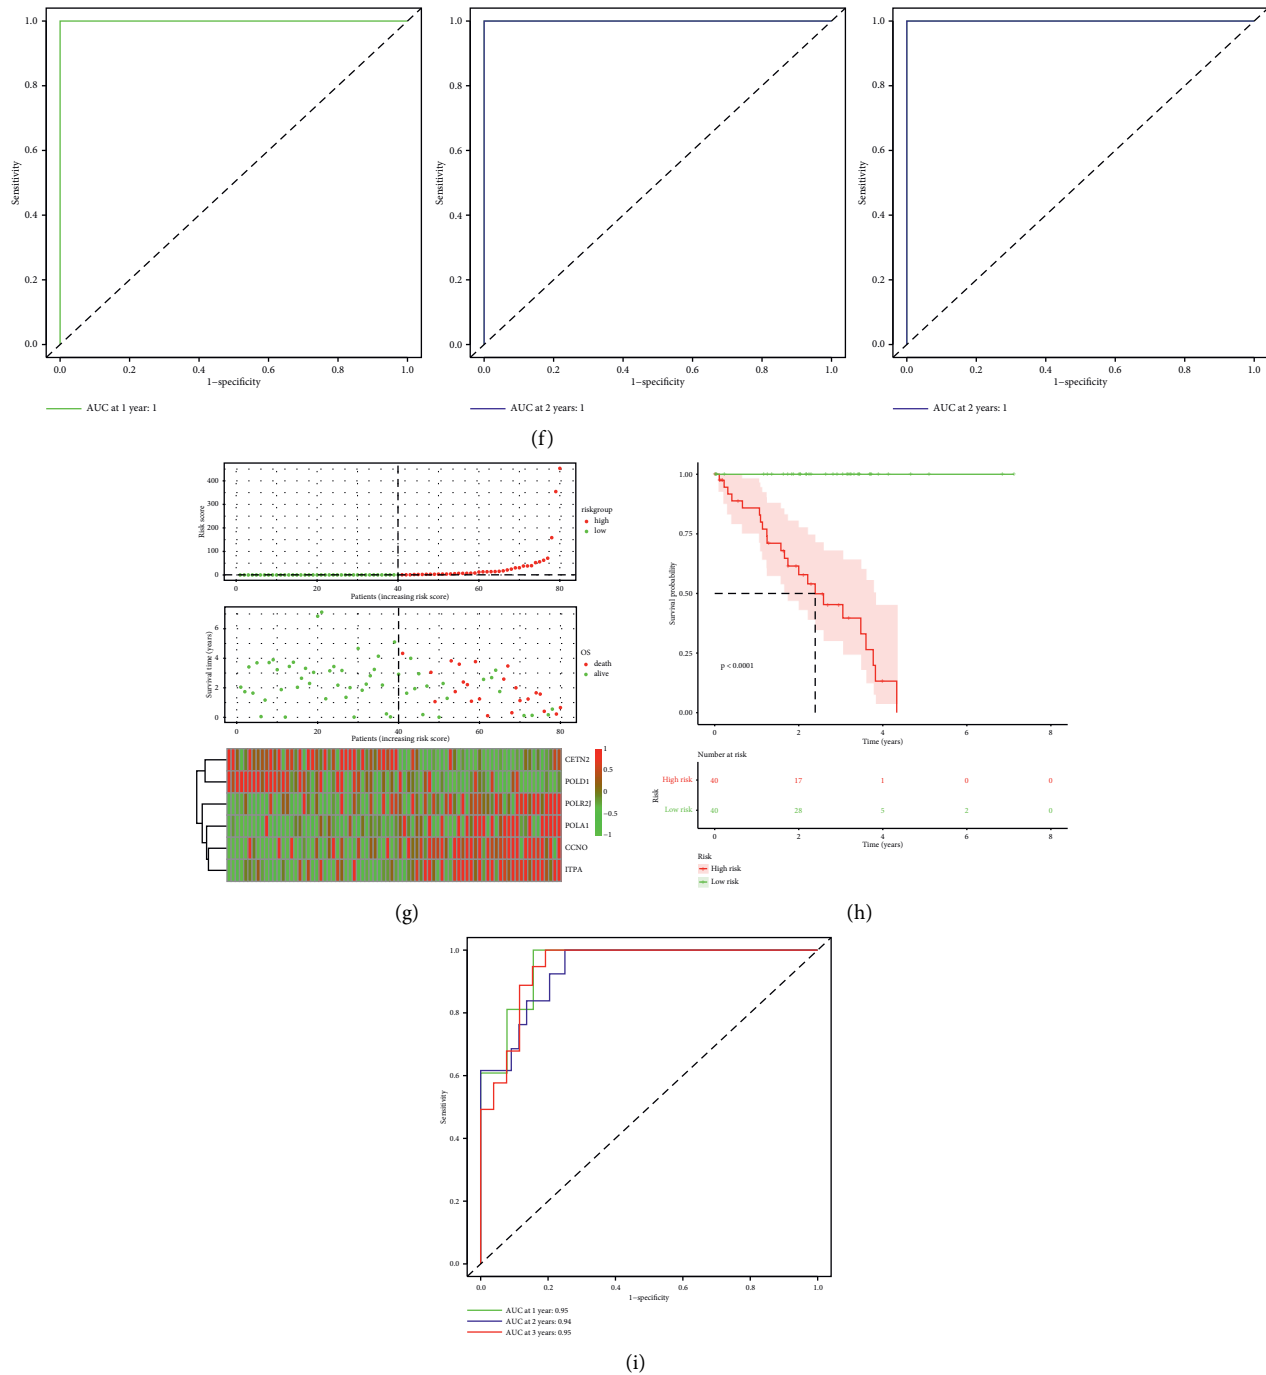 1.0
0.8
0.6
0.4
0.2
0.0
Sensitivity
0.0 0.2 0.4 0.6 0.8 1.0
1−specificity
AUC at 1 year: 1
1.0
0.8
0.6
0.4
0.2
0.0
Sensitivity
0.0 0.2 0.4 0.6 0.8 1.0
1−specificity
AUC at 2 years: 1
1.0
0.8
0.6
0.4
0.2
0.0
Sensitivity
0.0 0.2 0.4 0.6 0.8 1.0
1−specificity
AUC at 2 years: 1
(f)
400
300
200
100
0
Risk score
0 20 40 60 80
Patients (increasing risk score)
riskgroup
high
low
6
4
2
0
Survival time (years)
0 20 40 60 80
Patients (increasing risk score)
OS
death
alive
CETN2
POLD1
POLR2J
POLA1
CCNO
ITPA
1
0.5
0
−0.5
−1
(g)
1.00
0.75
0.50
0.25
0.00
Survival probability
p < 0.0001
0 2 4 6 8
Time (years)
Number at risk
Risk
High risk 40 17 1 0 0
Low risk 40 28 5 2 0
0 2 4 6 8
Time (years)
Risk
High risk
Low risk
(h)
1.0
0.8
0.6
0.4
0.2
0.0
Sensitivity
0.0 0.2 0.4 0.6 0.8 1.0
1−specificity
AUC at 1 year: 0.95
AUC at 2 years: 0.94
AUC at 3 years: 0.95
(i)